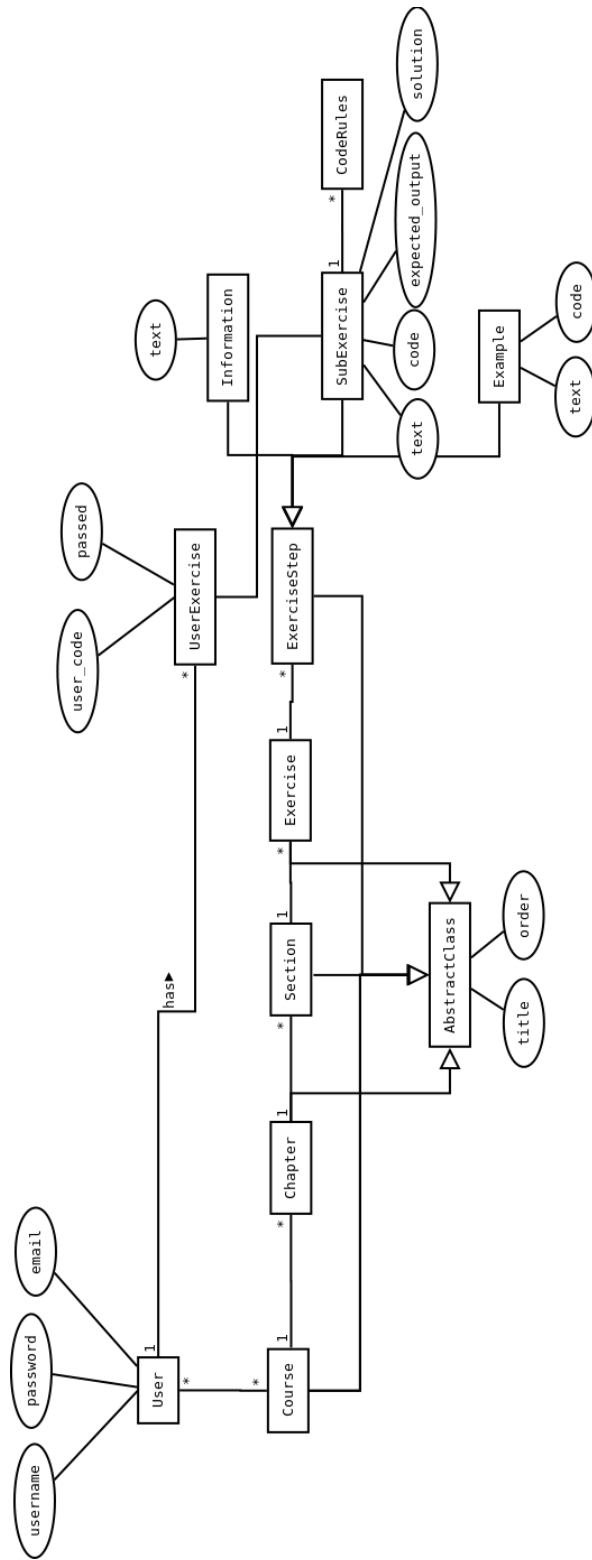 username
password
email
User
1
*
has▶
*
UserExercise
user_code
passed
Course
*
1
*
Chapter
1
*
Section
1
*
Exercise
1
*
ExerciseStep
AbstractClass
title
order
Information
text
SubExercise
1
*
CodeRules
text
code
expected_output
solution
Example
text
code